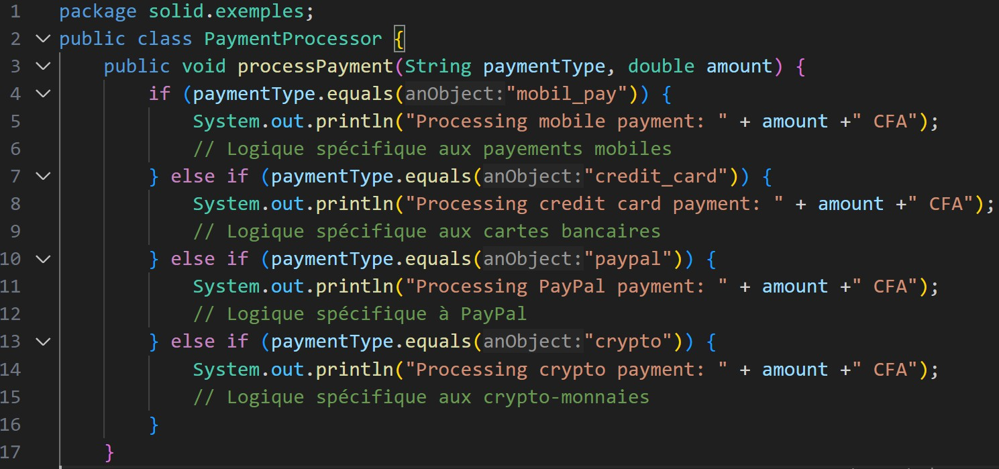 1 package solid.exemples;
2 public class PaymentProcessor {
3 public void processPayment(String paymentType, double amount) {
4 if (paymentType.equals(anObject:"mobil_pay")) {
5 System.out.println("Processing mobile payment: " + amount +" CFA");
6 // Logique spécifique aux payements mobiles
7 } else if (paymentType.equals(anObject:"credit_card")) {
8 System.out.println("Processing credit card payment: " + amount +" CFA");
9 // Logique spécifique aux cartes bancaires
10 } else if (paymentType.equals(anObject:"paypal")) {
11 System.out.println("Processing PayPal payment: " + amount +" CFA");
12 // Logique spécifique à PayPal
13 } else if (paymentType.equals(anObject:"crypto")) {
14 System.out.println("Processing crypto payment: " + amount +" CFA");
15 // Logique spécifique aux crypto-monnaies
16 }
17 }